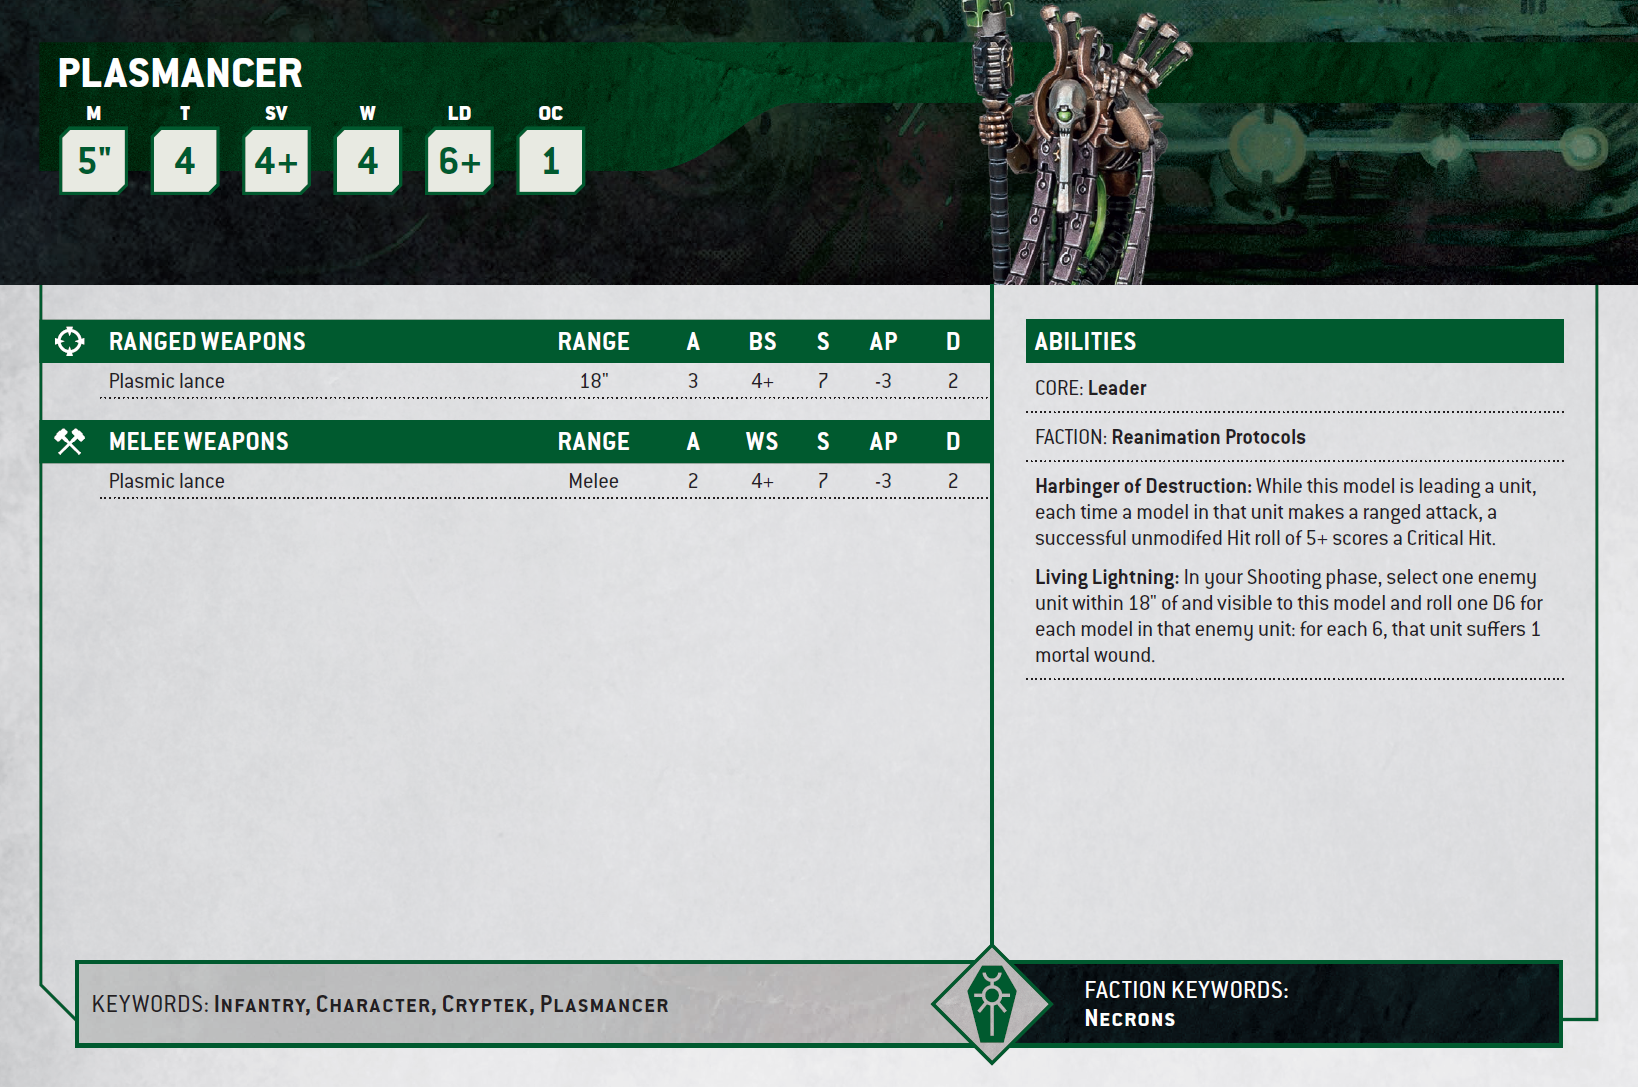 PLASMANCER
M T SV W LD OC
5" 4 4+ 4 6+ 1
RANGED WEAPONS RANGE A BS S AP D
Plasmic lance 18" 3 4+ 7 -3 2
MELEE WEAPONS RANGE A WS S AP D
Plasmic lance Melee 2 4+ 7 -3 2
ABILITIES
CORE: Leader
FACTION: Reanimation Protocols
Harbinger of Destruction: While this model is leading a unit,
each time a model in that unit makes a ranged attack, a
successful unmodifed Hit roll of 5+ scores a Critical Hit.
Living Lightning: In your Shooting phase, select one enemy
unit within 18" of and visible to this model and roll one D6 for
each model in that enemy unit: for each 6, that unit suffers 1
mortal wound.
KEYWORDS: INFANTRY, CHARACTER, CRYPTEK, PLASMANCER
FACTION KEYWORDS:
NECRONS